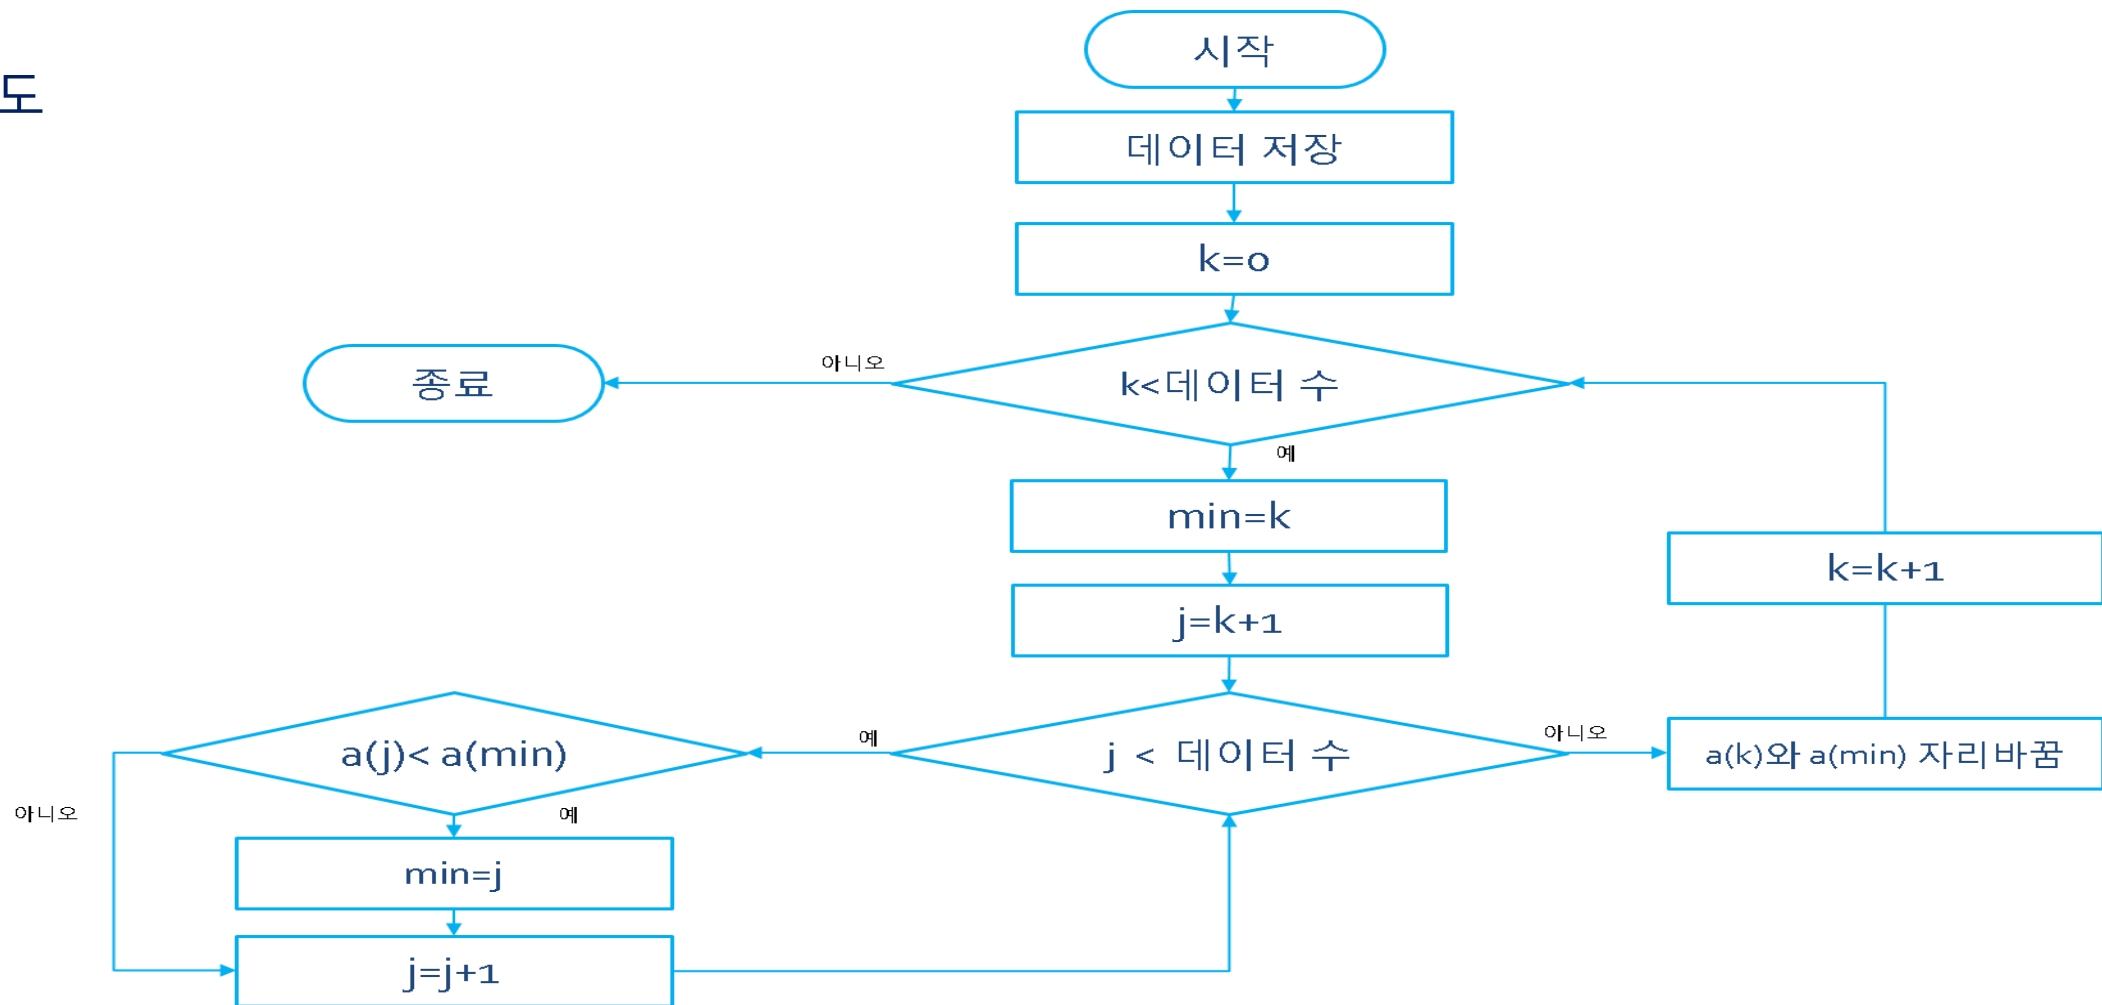 도
시작
데이터 저장
k=0
아니오
종료
k<데이터 수
예
min=k
k=k+1
j=k+1
a(j)< a(min)
예
j < 데이터 수
아니오
a(k)와 a(min) 자리바꿈
아니오
예
min=j
j=j+1